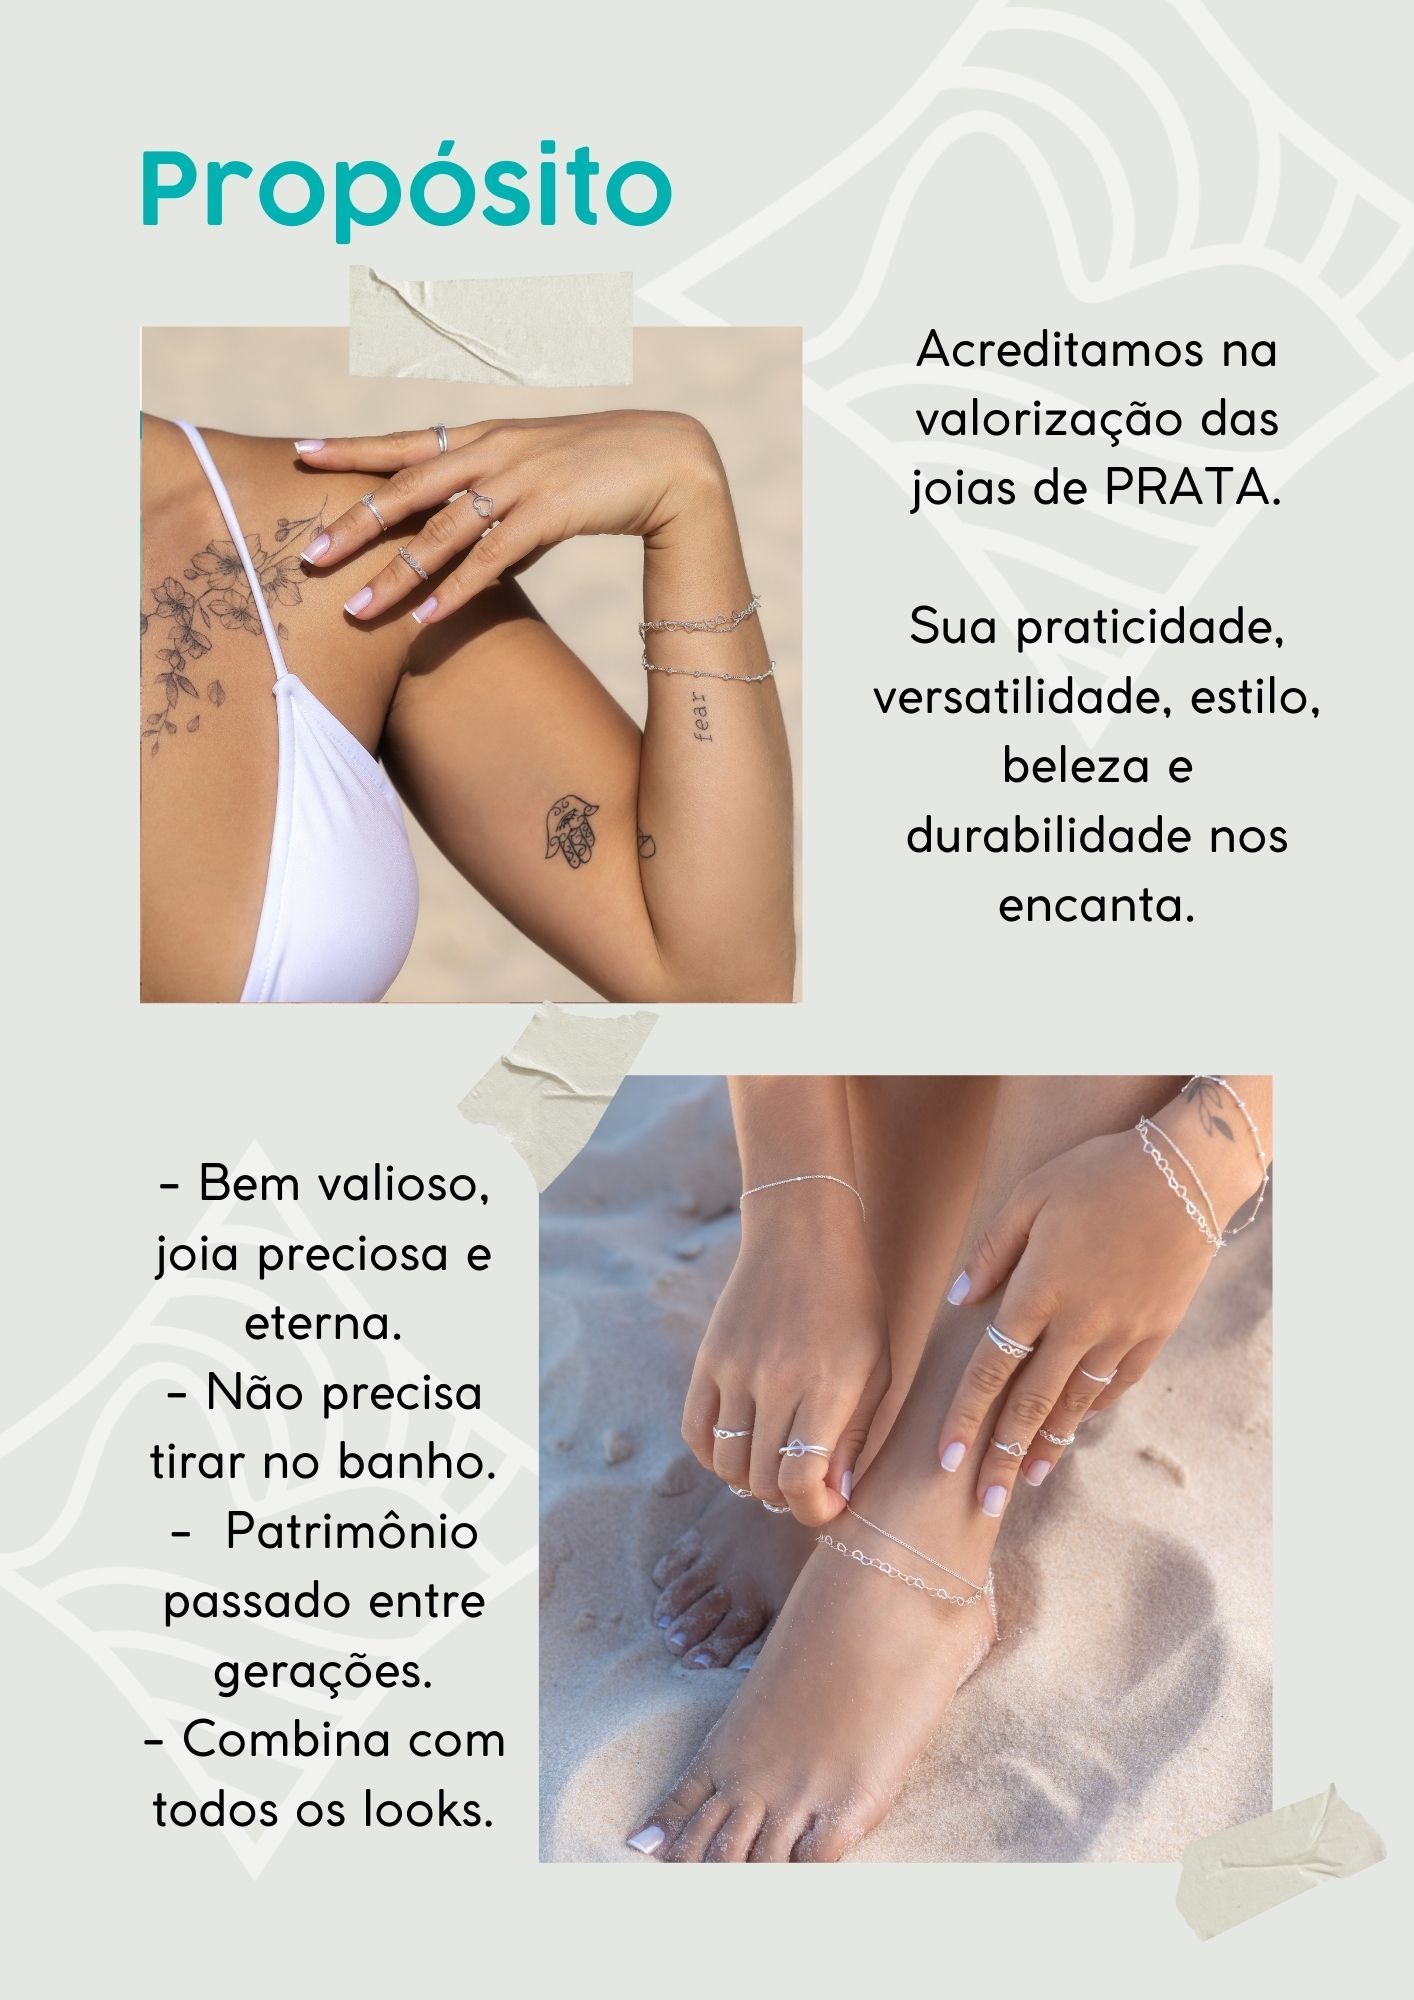 Propósito
Acreditamos na
valorização das
joias de PRATA.
Sua praticidade,
versatilidade, estilo,
beleza e
durabilidade nos
encanta.
fear
- Bem valioso,
joia preciosa e
eterna.
- Não precisa
tirar no banho.
- Patrimônio
passado entre
gerações.
- Combina com
todos os looks.